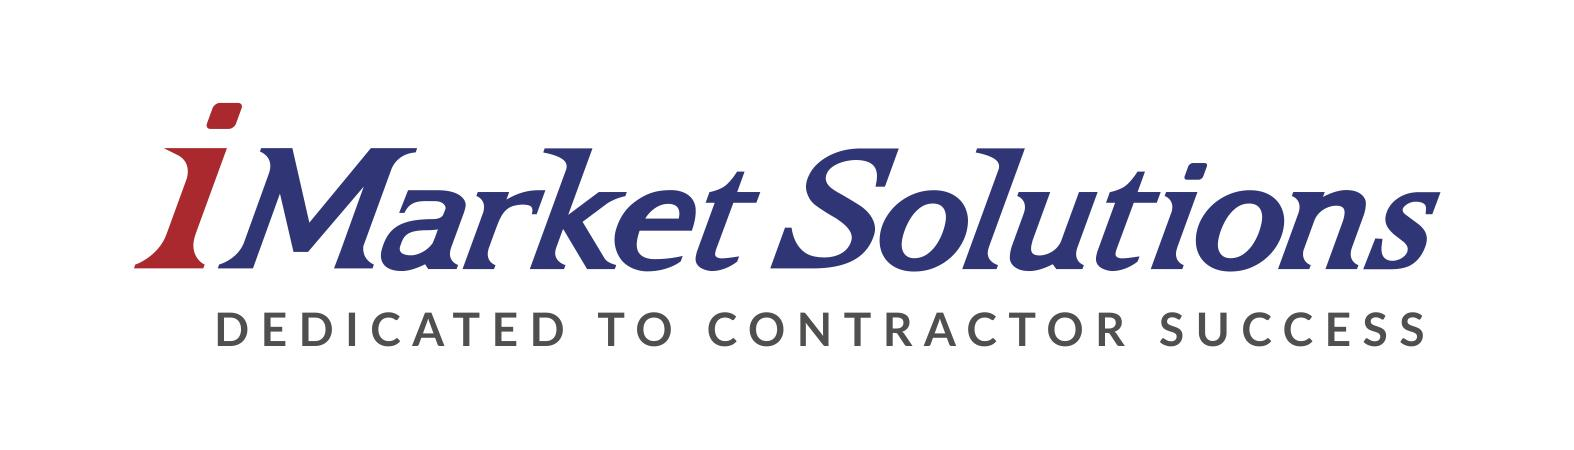 iMarket Solutions
DEDICATED TO CONTRACTOR SUCCESS